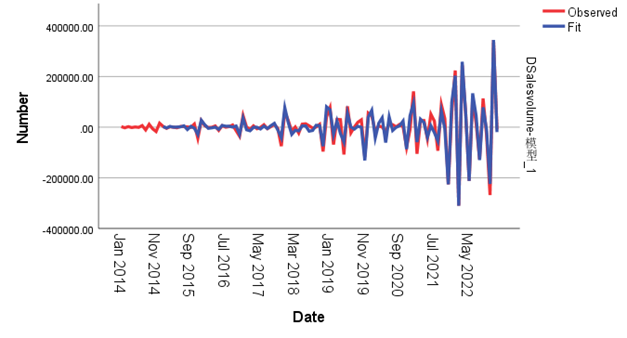 Observed
Fit
400000.00
200000.00
.00
-200000.00
-400000.00
Number
DSalesvolume-模型_1
Jan 2014
Nov 2014
Sep 2015
Jul 2016
May 2017
Mar 2018
Jan 2019
Nov 2019
Sep 2020
Jul 2021
May 2022
Date